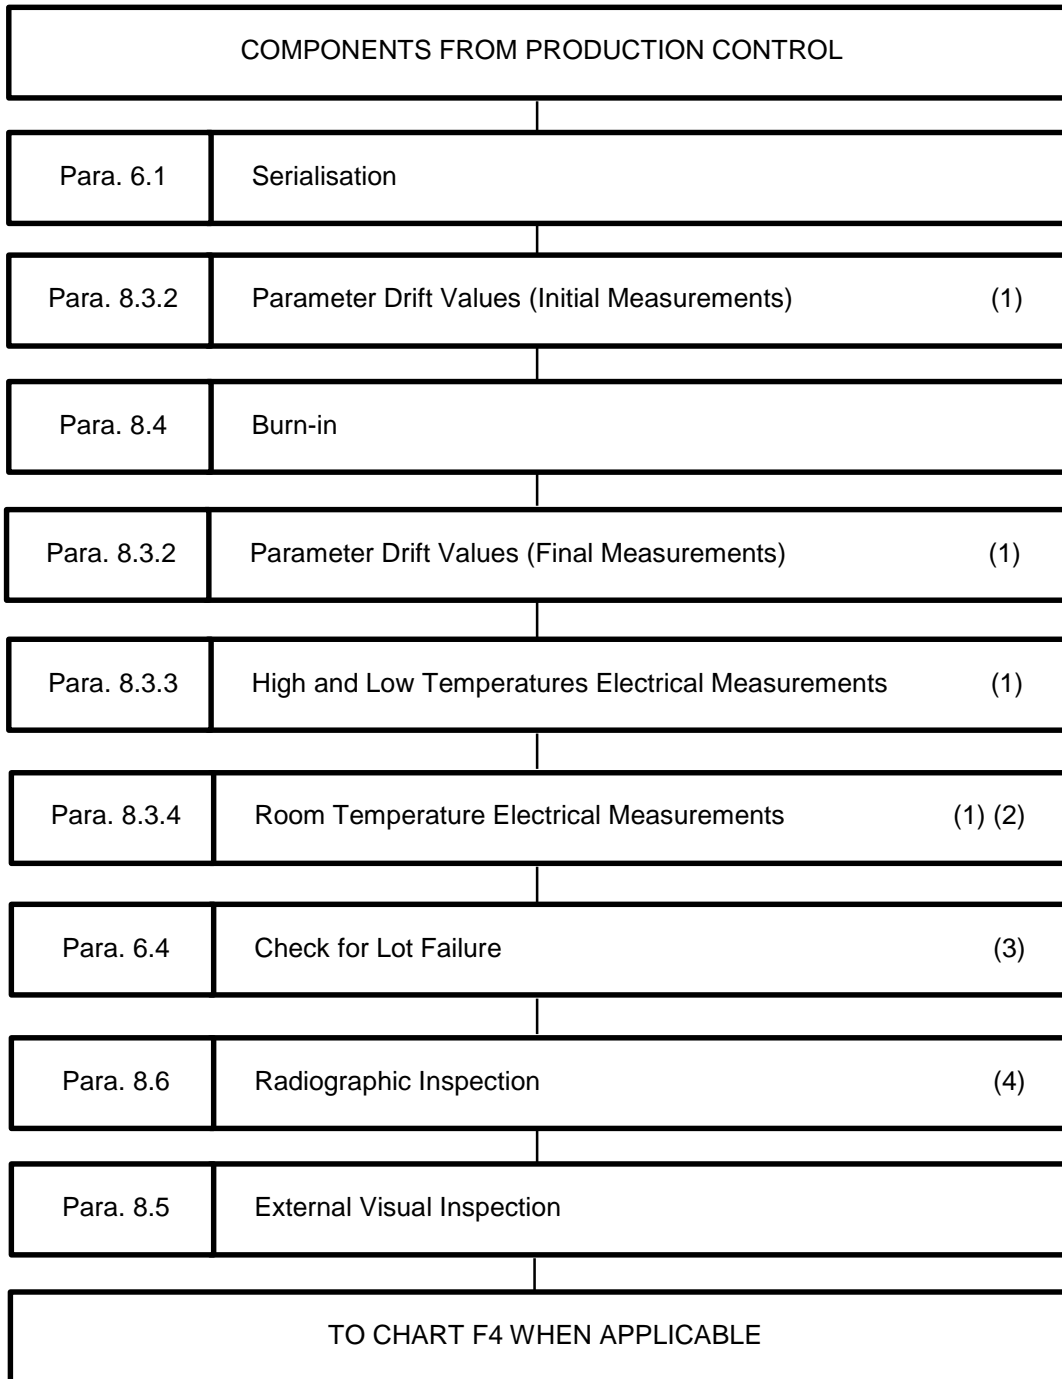 COMPONENTS FROM PRODUCTION CONTROL
Para. 6.1 Serialisation
Para. 8.3.2 Parameter Drift Values (Initial Measurements) (1)
Para. 8.4 Burn-in
Para. 8.3.2 Parameter Drift Values (Final Measurements) (1)
Para. 8.3.3 High and Low Temperatures Electrical Measurements (1)
Para. 8.3.4 Room Temperature Electrical Measurements (1) (2)
Para. 6.4 Check for Lot Failure (3)
Para. 8.6 Radiographic Inspection (4)
Para. 8.5 External Visual Inspection
TO CHART F4 WHEN APPLICABLE